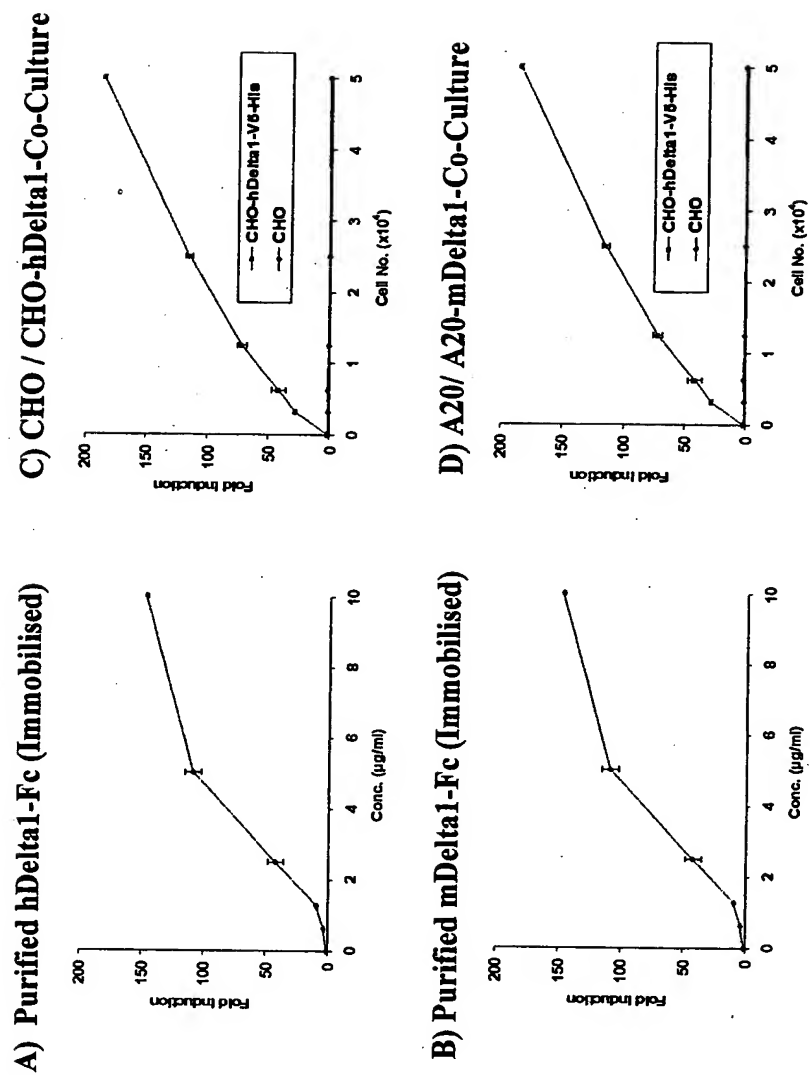 A) Purified hDelta1-Fc (Immobilised)
Fold Induction
200
150
100
50
0
0 2 4 6 8 10
Conc. (µg/ml)
B) Purified mDelta1-Fc (Immobilised)
Fold Induction
200
150
100
50
0
0 2 4 6 8 10
Conc. (µg/ml)
C) CHO / CHO-hDelta1-Co-Culture
Fold Induction
200
150
100
50
0
0 1 2 3 4 5
Cell No. (x10⁴)
CHO-hDelta1-V5-His
CHO
D) A20/ A20-mDelta1-Co-Culture
Fold Induction
200
150
100
50
0
0 1 2 3 4 5
Cell No. (x10⁴)
CHO-hDelta1-V5-His
CHO